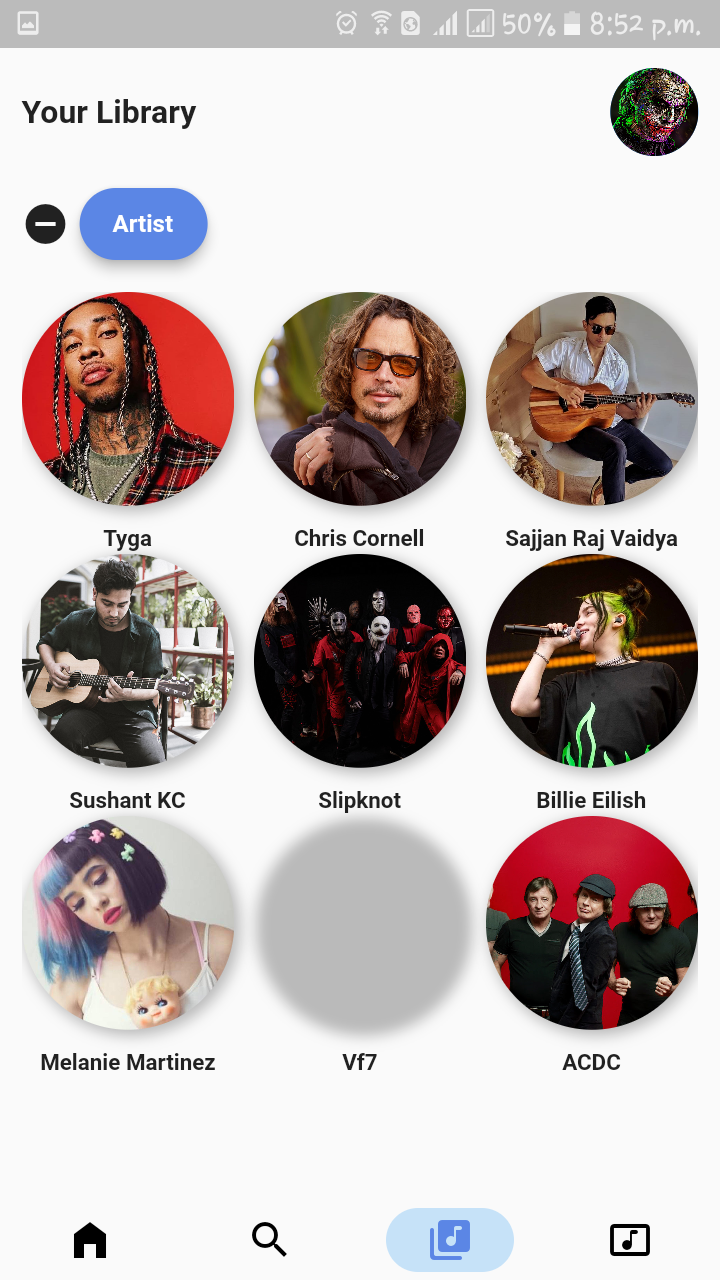 50% 8:52 p.m.
Your Library
Artist
Tyga Chris Cornell Sajjan Raj Vaidya
Sushant KC Slipknot Billie Eilish
Melanie Martinez Vf7 ACDC